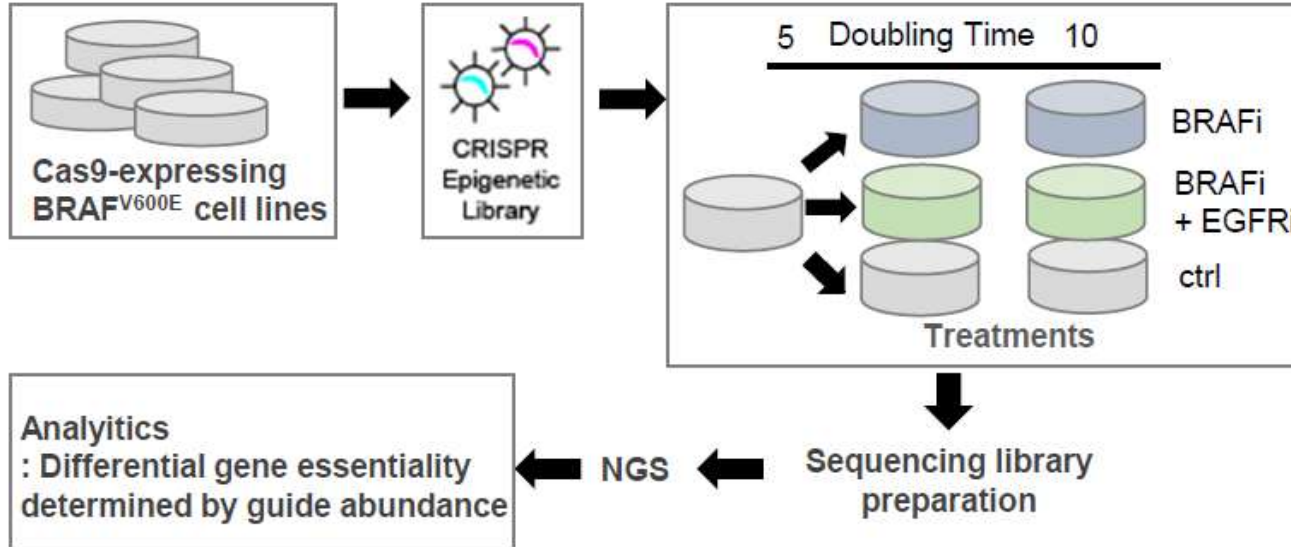 Cas9-expressing
BRAFV600E cell lines
CRISPR
Epigenetic
Library
5 Doubling Time 10
BRAFi
BRAFi
+ EGFRi
ctrl
Treatments
Sequencing library
preparation
NGS
Analyitics
: Differential gene essentiality
determined by guide abundance